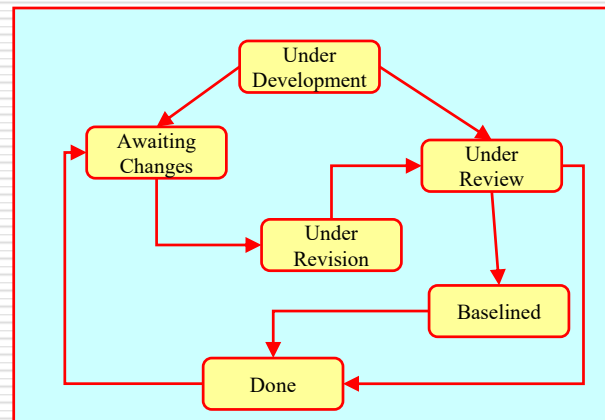 Under
Development
Awaiting
Changes
Under
Review
Under
Revision
Baselined
Done